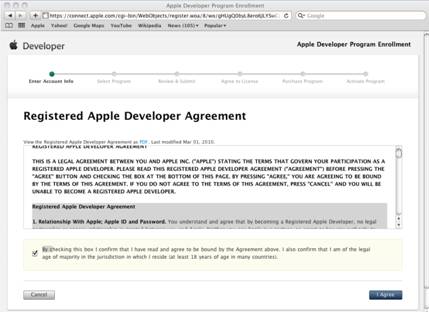 Apple Developer Program Enrollment
https://connect.apple.com/cgi-bin/WebObjects/register.woa/
Google
Apple Yahoo! Google Maps YouTube Wikipedia News (105) Popular
Developer
Apple Developer Program Enrollment
Enter Account Info Select Program Review & Submit Agree to License Purchase Program Activate Program
Registered Apple Developer Agreement
View the Registered Apple Developer Agreement as PDF. Last modified Mar 01, 2010.
REGISTERED APPLE DEVELOPER AGREEMENT
THIS IS A LEGAL AGREEMENT BETWEEN YOU AND APPLE INC. ("APPLE") STATING THE TERMS THAT GOVERN YOUR PARTICIPATION AS A
REGISTERED APPLE DEVELOPER. PLEASE READ THIS REGISTERED APPLE DEVELOPER AGREEMENT ("AGREEMENT") BEFORE PRESSING THE
"AGREE" BUTTON AND CHECKING THE BOX AT THE BOTTOM OF THIS PAGE. BY PRESSING "AGREE," YOU ARE AGREEING TO BE BOUND
BY THE TERMS OF THIS AGREEMENT. IF YOU DO NOT AGREE TO THE TERMS OF THIS AGREEMENT, PRESS "CANCEL" AND YOU WILL BE
UNABLE TO BECOME A REGISTERED APPLE DEVELOPER.
Registered Apple Developer Agreement
1. Relationship With Apple; Apple ID and Password. You understand and agree that by becoming a Registered Apple Developer, no legal
By checking this box I confirm that I have read and agree to be bound by the Agreement above. I also confirm that I am of the legal
age of majority in the jurisdiction in which I reside (at least 18 years of age in many countries).
Cancel
I Agree